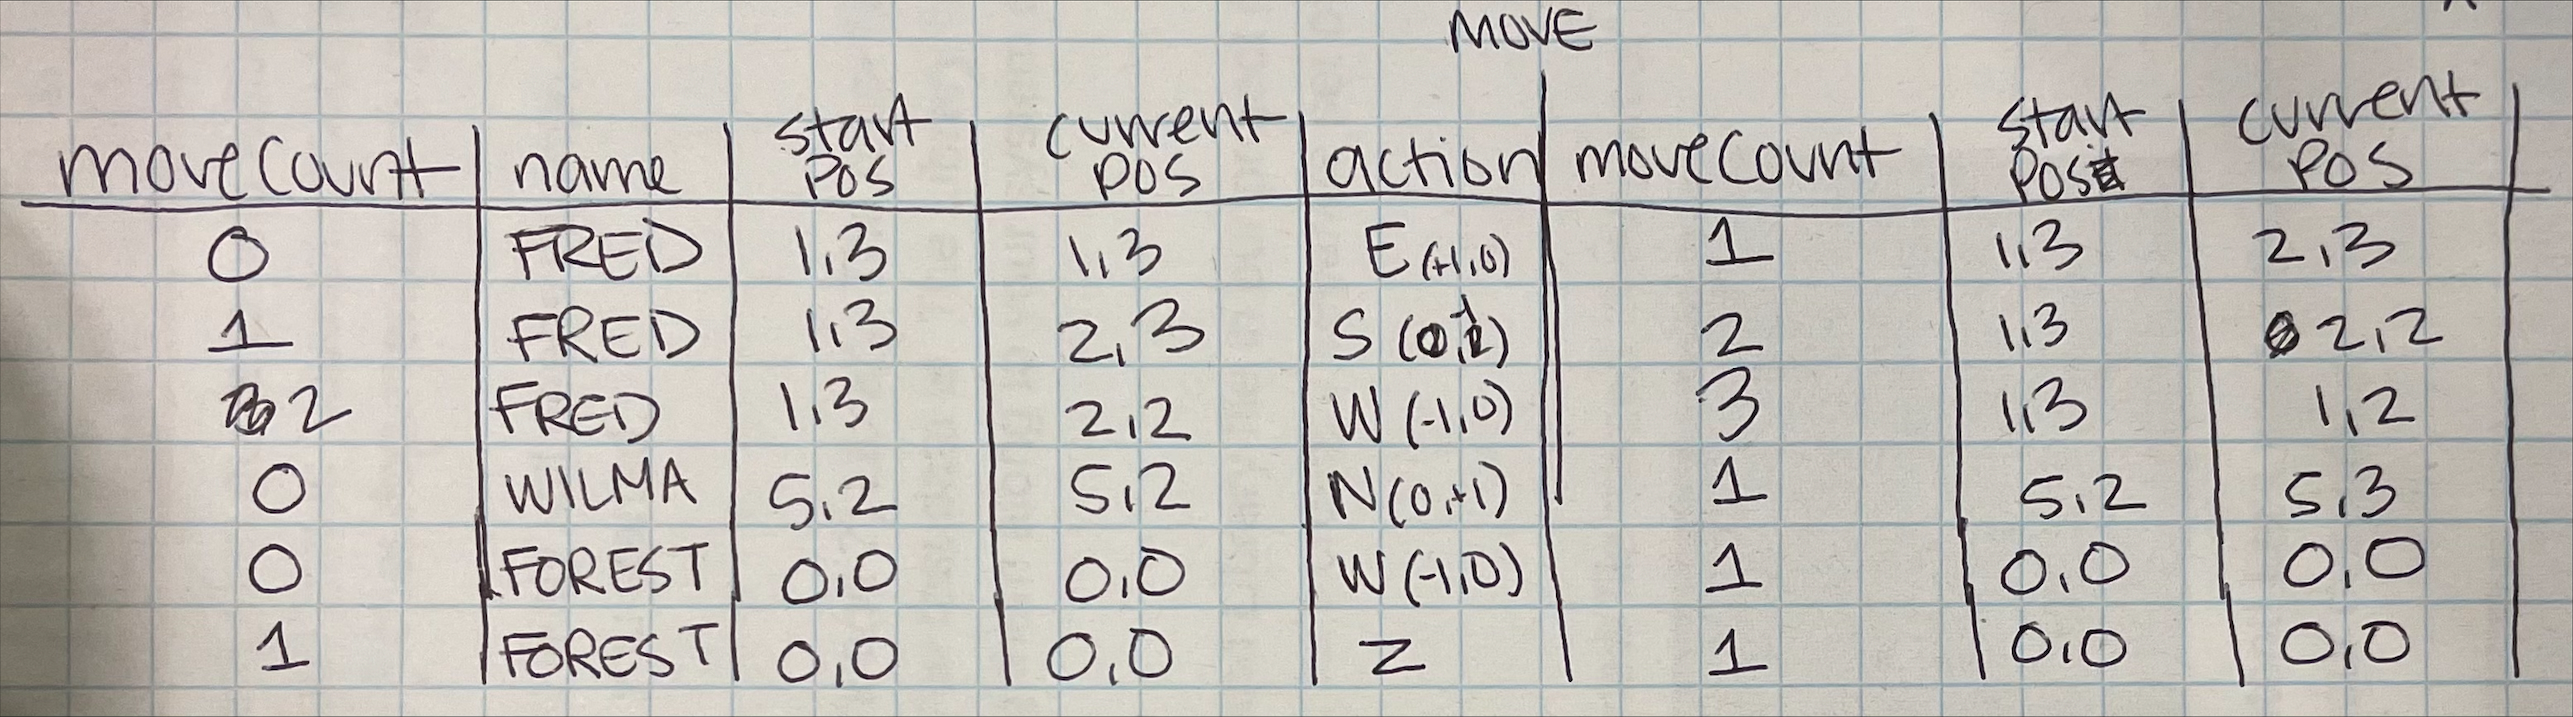 MOVE
moveCount name start pos current pos action moveCount start pos current pos
0 FRED 1,3 1,3 E (+1,0) 1 1,3 2,3
1 FRED 1,3 2,3 S (0,-1) 2 1,3 2,2
2 FRED 1,3 2,2 W (-1,0) 3 1,3 1,2
0 WILMA 5,2 5,2 N (0,+1) 1 5,2 5,3
0 FOREST 0,0 0,0 W (-1,0) 1 0,0 0,0
1 FOREST 0,0 0,0 Z 1 0,0 0,0